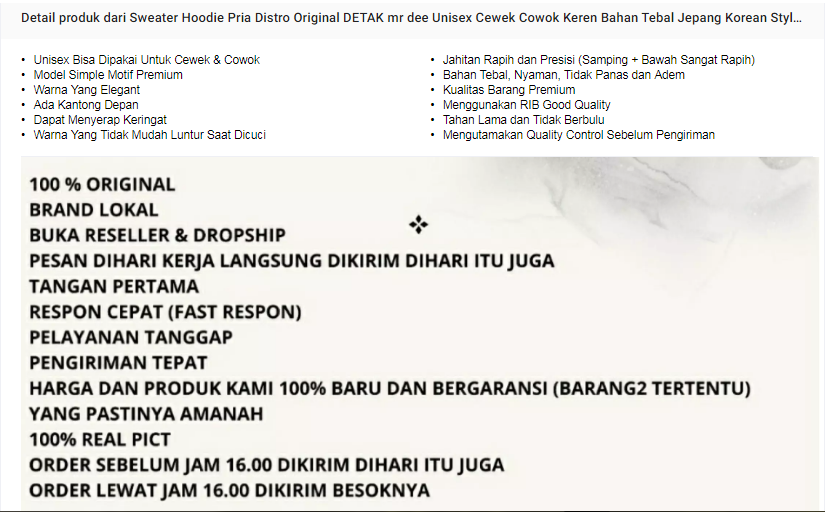 Detail produk dari Sweater Hoodie Pria Distro Original DETAK mr dee Unisex Cewek Cowok Keren Bahan Tebal Jepang Korean Styl...
• Unisex Bisa Dipakai Untuk Cewek & Cowok
• Model Simple Motif Premium
• Warna Yang Elegant
• Ada Kantong Depan
• Dapat Menyerap Keringat
• Warna Yang Tidak Mudah Luntur Saat Dicuci
• Jahitan Rapih dan Presisi (Samping + Bawah Sangat Rapih)
• Bahan Tebal, Nyaman, Tidak Panas dan Adem
• Kualitas Barang Premium
• Menggunakan RIB Good Quality
• Tahan Lama dan Tidak Berbulu
• Mengutamakan Quality Control Sebelum Pengiriman
100 % ORIGINAL
BRAND LOKAL
BUKA RESELLER & DROPSHIP
PESAN DIHARI KERJA LANGSUNG DIKIRIM DIHARI ITU JUGA
TANGAN PERTAMA
RESPON CEPAT (FAST RESPON)
PELAYANAN TANGGAP
PENGIRIMAN TEPAT
HARGA DAN PRODUK KAMI 100% BARU DAN BERGARANSI (BARANG2 TERTENTU)
YANG PASTINYA AMANAH
100% REAL PICT
ORDER SEBELUM JAM 16.00 DIKIRIM DIHARI ITU JUGA
ORDER LEWAT JAM 16.00 DIKIRIM BESOKNYA